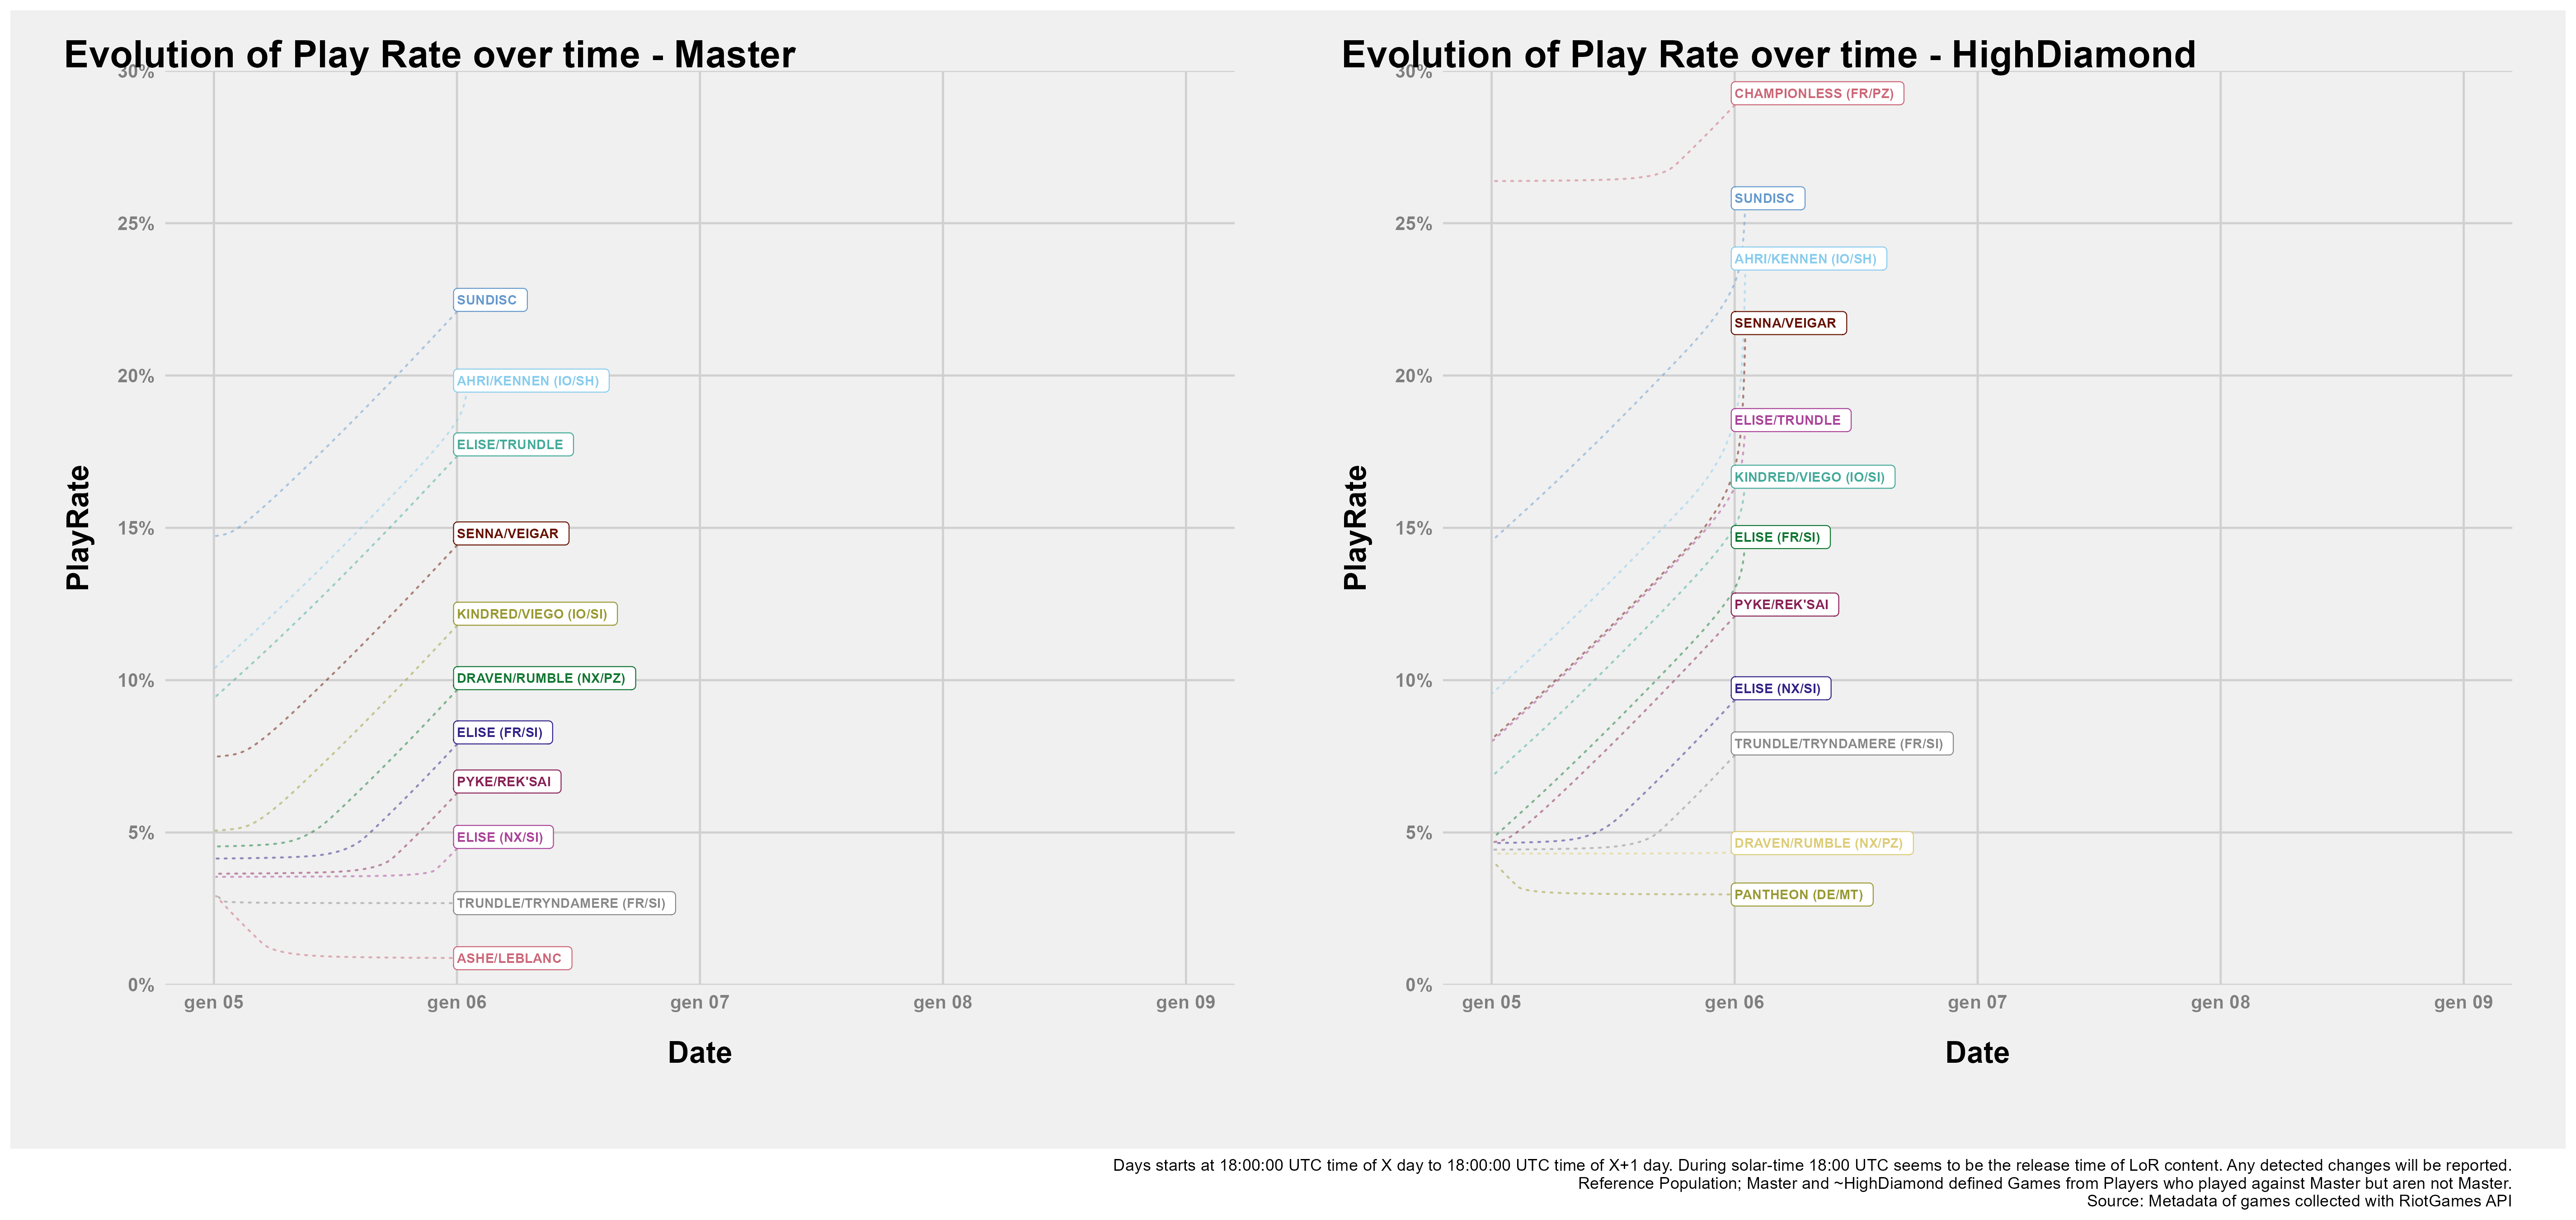 Evolution of Play Rate over time - Master
30%
25%
20%
15%
10%
5%
0%
PlayRate
SUNDISC
AHRI/KENNEN (IO/SH)
ELISE/TRUNDLE
SENNA/VEIGAR
KINDRED/VIEGO (IO/SI)
DRAVEN/RUMBLE (NX/PZ)
ELISE (FR/SI)
PYKE/REK'SAI
ELISE (NX/SI)
TRUNDLE/TRYNDAMERE (FR/SI)
ASHE/LEBLANC
gen 05
gen 06
gen 07
gen 08
gen 09
Date
Evolution of Play Rate over time - HighDiamond
30%
25%
20%
15%
10%
5%
0%
PlayRate
CHAMPIONLESS (FR/PZ)
SUNDISC
AHRI/KENNEN (IO/SH)
SENNA/VEIGAR
ELISE/TRUNDLE
KINDRED/VIEGO (IO/SI)
ELISE (FR/SI)
PYKE/REK'SAI
ELISE (NX/SI)
TRUNDLE/TRYNDAMERE (FR/SI)
DRAVEN/RUMBLE (NX/PZ)
PANTHEON (DE/MT)
gen 05
gen 06
gen 07
gen 08
gen 09
Date
Days starts at 18:00:00 UTC time of X day to 18:00:00 UTC time of X+1 day. During solar-time 18:00 UTC seems to be the release time of LoR content. Any detected changes will be reported.
Reference Population; Master and ~HighDiamond defined Games from Players who played against Master but aren not Master.
Source: Metadata of games collected with RiotGames API